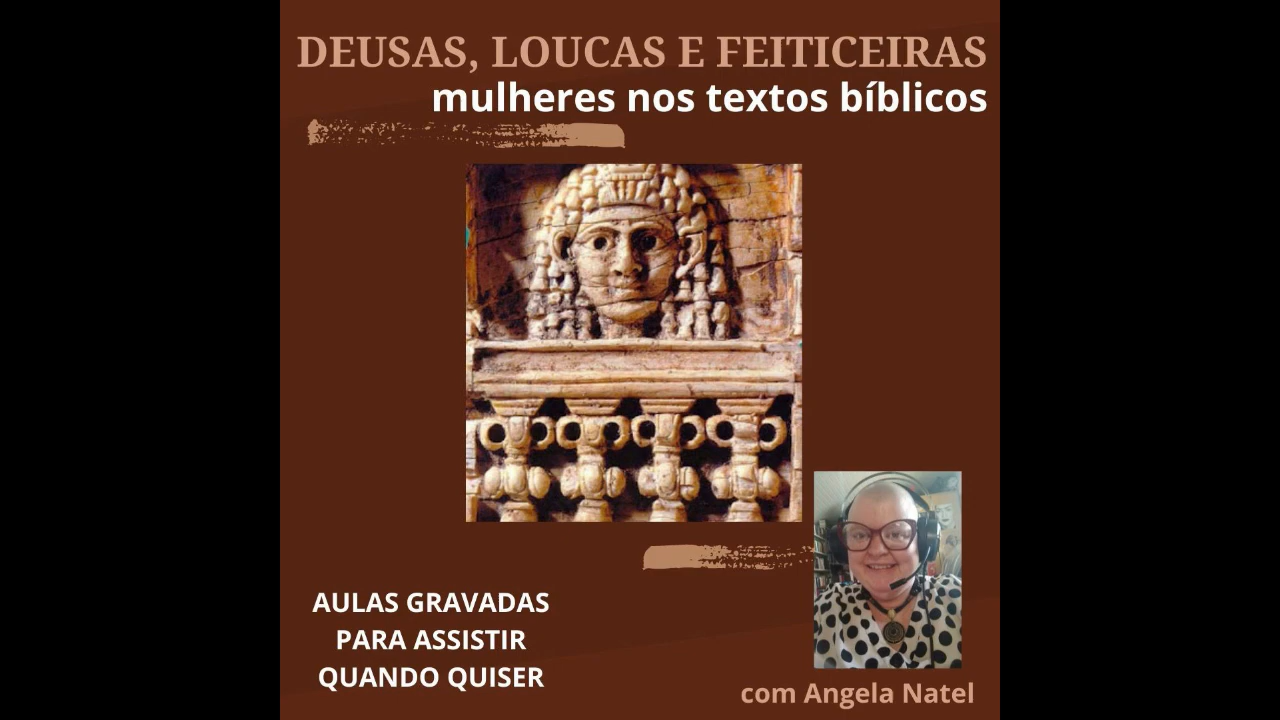 DEUSAS, LOUCAS E FEITICEIRAS
mulheres nos textos bíblicos
AULAS GRAVADAS
PARA ASSISTIR
QUANDO QUISER
com Angela Natel